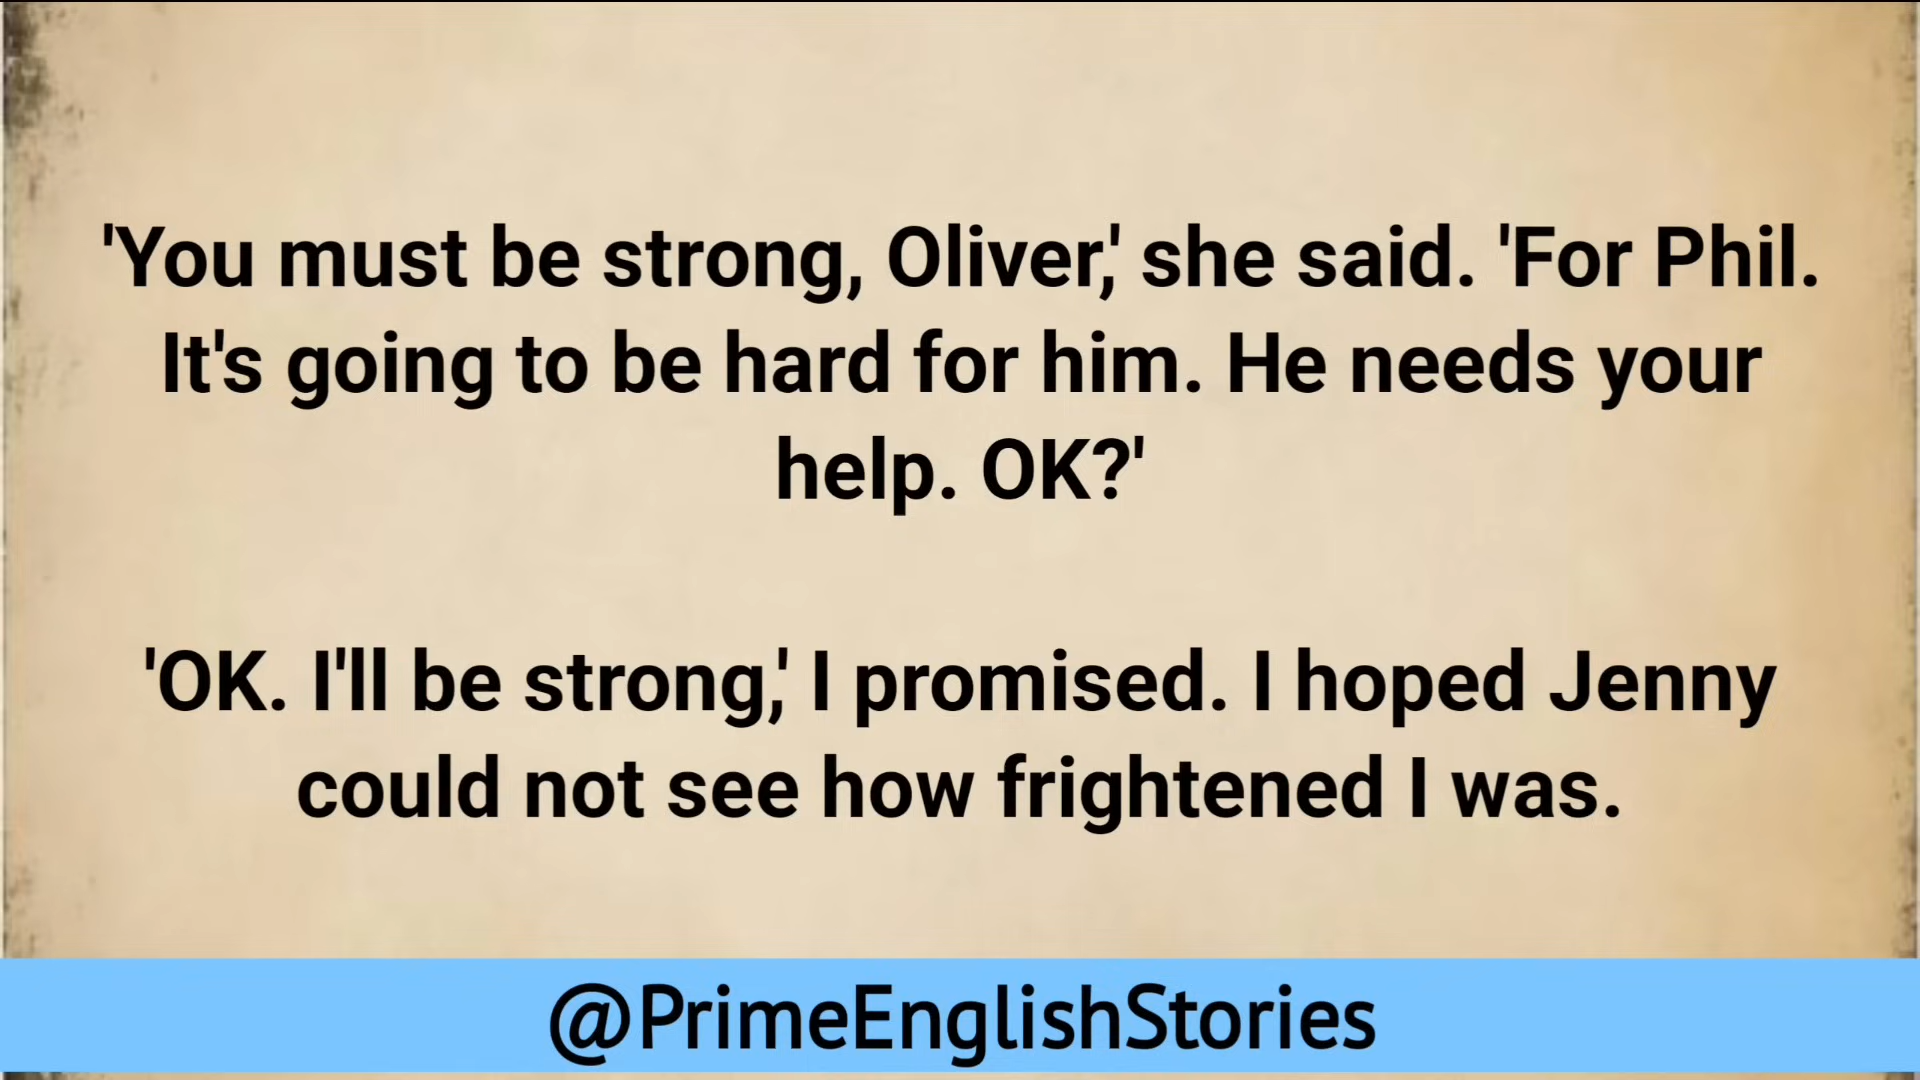 'You must be strong, Oliver,' she said. 'For Phil.
It's going to be hard for him. He needs your
help. OK?'
'OK. I'll be strong,' I promised. I hoped Jenny
could not see how frightened I was.
@PrimeEnglishStories